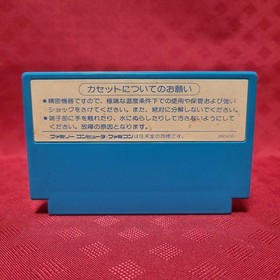 カセットについてのお願い
●精密機器ですので、極端な温度条件下での使用や保管および強い
ショックをさけてください。また、絶対に分解しないでください。
●端子部に手を触れたり、水にぬらしたりして汚さないようにして
ください。故障の原因となります。
ファミリーコンピュータ・ファミコンは任天堂の商標です。